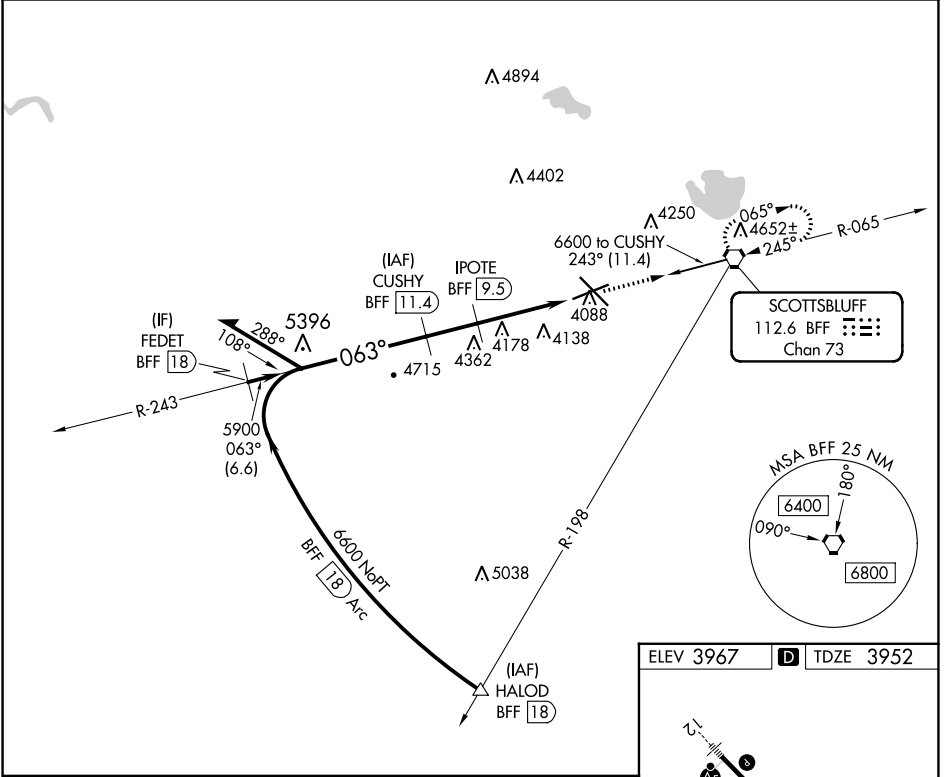 4894
4402
4250
065°
4652±
245°
R-065
6600 to CUSHY
243° (11.4)
(IAF)
CUSHY
BFF 11.4
IPOTE
BFF 9.5
4088
SCOTTSBLUFF
112.6 BFF
Chan 73
(IF)
FEDET
BFF 18
288°
108°
5396
063°
4715
4362
4178
4138
R-243
5900
063°
(6.6)
MSA BFF 25 NM
180°
6400
090°
6800
R-198
6600 NoPT
BFF 18 Arc
5038
(IAF)
HALOD
BFF 18
ELEV 3967 D TDZE 3952
12
P